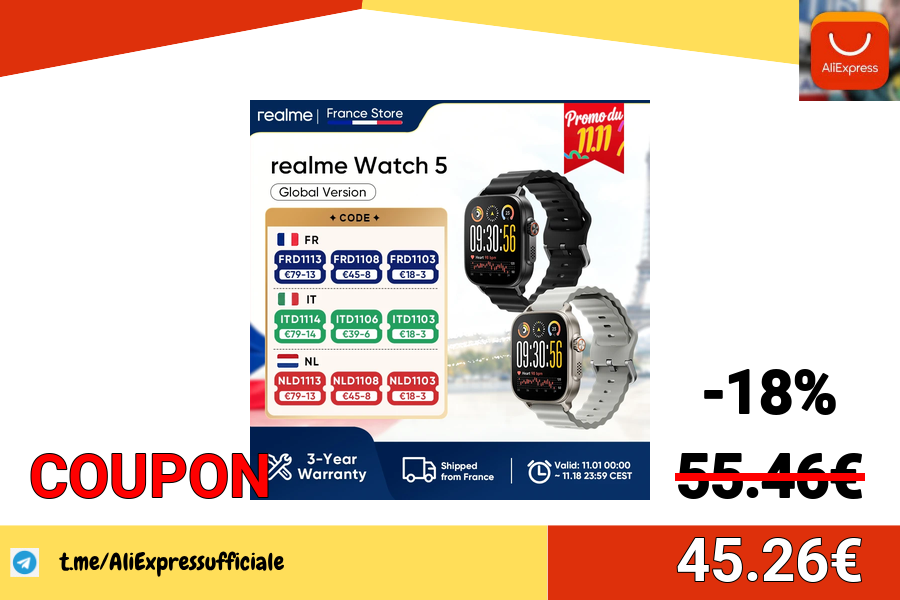 AliExpress
realme | France Store
Promo du
11.11
realme Watch 5
Global Version
✦ CODE ✦
FR
FRD1113 FRD1108 FRD1103
€79-13 €45-8 €18-3
IT
ITD1114 ITD1106 ITD1103
€79-14 €39-6 €18-3
NL
NLD1113 NLD1108 NLD1103
€79-13 €45-8 €18-3
09:30:56
09:30:56
3-Year
Warranty
Shipped
from France
Valid: 11.01 00:00
~ 11.18 23:59 CEST
-18%
COUPON
55.46€
t.me/AliExpressufficiale
45.26€